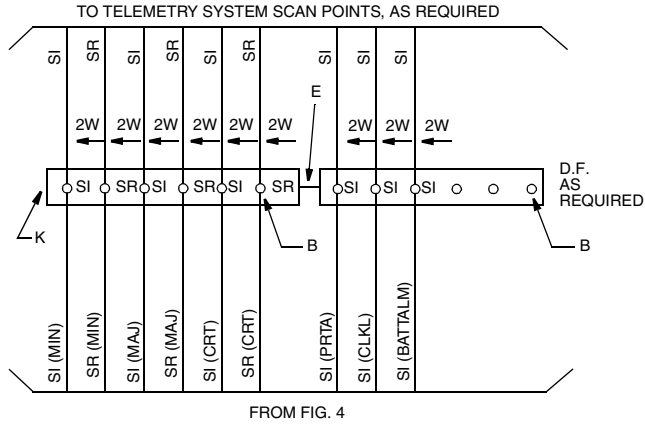 TO TELEMETRY SYSTEM SCAN POINTS, AS REQUIRED
SI SR SI SR SI SR SI SI SI
E
2W 2W 2W 2W 2W 2W 2W 2W
SI SR SI SR SI SR SI SI SI
D.F.
AS
REQUIRED
K
B
B
SI (MIN)
SR (MIN)
SI (MAJ)
SR (MAJ)
SI (CRT)
SR (CRT)
SI (PRTA)
SI (CLKL)
SI (BATTALM)
FROM FIG. 4